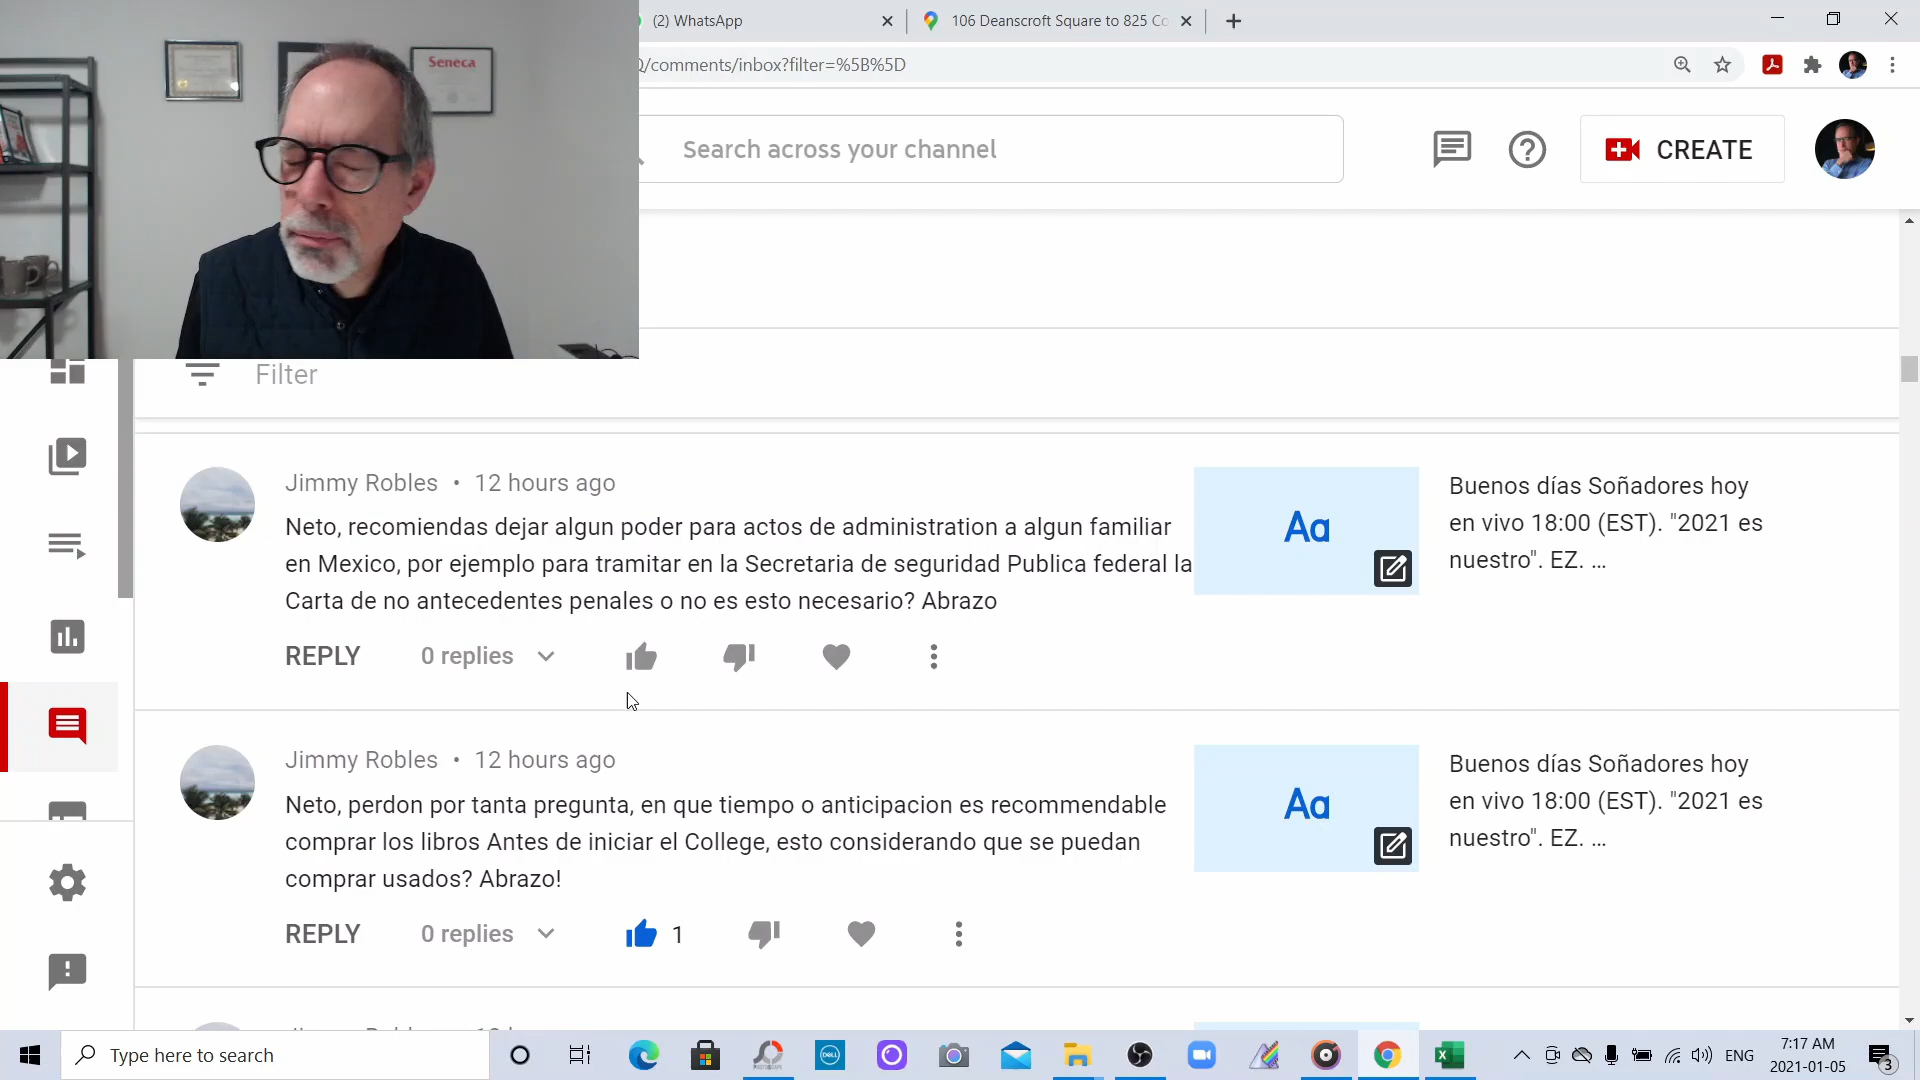 (2) WhatsApp
106 Deanscroft Square to 825 Co
/comments/inbox?filter=%5B%5D
Seneca
Search across your channel
CREATE
Filter
Jimmy Robles • 12 hours ago
Neto, recomiendas dejar algun poder para actos de administration a algun familiar
en Mexico, por ejemplo para tramitar en la Secretaria de seguridad Publica federal la
Carta de no antecedentes penales o no es esto necesario? Abrazo
Aa
Buenos días Soñadores hoy
en vivo 18:00 (EST). "2021 es
nuestro". EZ. ...
REPLY
0 replies
Jimmy Robles • 12 hours ago
Neto, perdon por tanta pregunta, en que tiempo o anticipacion es recommendable
comprar los libros Antes de iniciar el College, esto considerando que se puedan
comprar usados? Abrazo!
Aa
Buenos días Soñadores hoy
en vivo 18:00 (EST). "2021 es
nuestro". EZ. ...
REPLY
0 replies
1
Type here to search
DELL
ENG
7:17 AM
2021-01-05
3